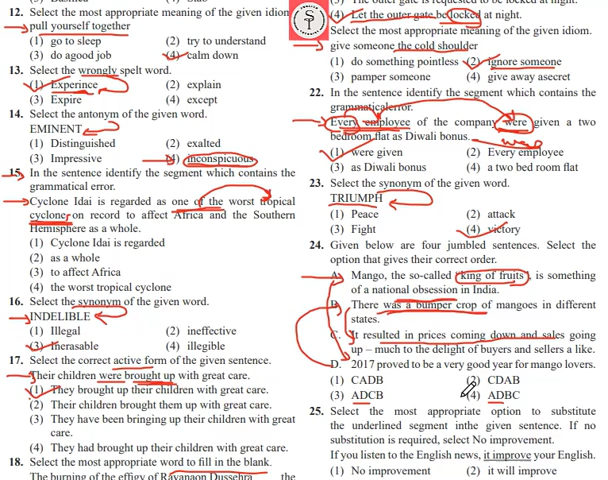 12. Select the most appropriate meaning of the given idiom
pull yourself together
(1) go to sleep (2) try to understand
(3) do agood job (4) calm down
13. Select the wrongly spelt word.
(1) Experince (2) explain
(3) Expire (4) except
14. Select the antonym of the given word.
EMINENT
(1) Distinguished (2) exalted
(3) Impressive (4) inconspicuous
15. In the sentence identify the segment which contains the
grammatical error.
Cyclone Idai is regarded as one of the worst tropical
cyclone on record to affect Africa and the Southern
Hemisphere as a whole.
(1) Cyclone Idai is regarded
(2) as a whole
(3) to affect Africa
(4) the worst tropical cyclone
16. Select the synonym of the given word.
INDELIBLE
(1) Illegal (2) ineffective
(3) Inerasable (4) illegible
17. Select the correct active form of the given sentence.
Their children were brought up with great care.
(1) They brought up their children with great care.
(2) Their children brought them up with great care.
(3) They have been bringing up their children with great
care.
(4) They had brought up their children with great care.
18. Select the most appropriate word to fill in the blank.
The burning of the effigy of Ravanaon Dussehra the
(3) The outer gate is requested to be locked at night.
(4) Let the outer gate be locked at night.
Select the most appropriate meaning of the given idiom.
give someone the cold shoulder
(1) do something pointless (2) ignore someone
(3) pamper someone (4) give away asecret
22. In the sentence identify the segment which contains the
grammaticalerror.
Every employee of the company were given a two
bedroom flat as Diwali bonus.
(1) were given (2) Every employee
(3) as Diwali bonus (4) a two bed room flat
23. Select the synonym of the given word.
TRIUMPH
(1) Peace (2) attack
(3) Fight (4) victory
24. Given below are four jumbled sentences. Select the
option that gives their correct order.
A. Mango, the so-called "king of fruits", is something
of a national obsession in India.
B. There was a bumper crop of mangoes in different
states.
C. It resulted in prices coming down and sales going
up – much to the delight of buyers and sellers a like.
D. 2017 proved to be a very good year for mango lovers.
(1) CADB (2) CDAB
(3) ADCB (4) ADBC
25. Select the most appropriate option to substitute
the underlined segment inthe given sentence. If no
substitution is required, select No improvement.
If you listen to the English news, it improve your English.
(1) No improvement (2) it will improve